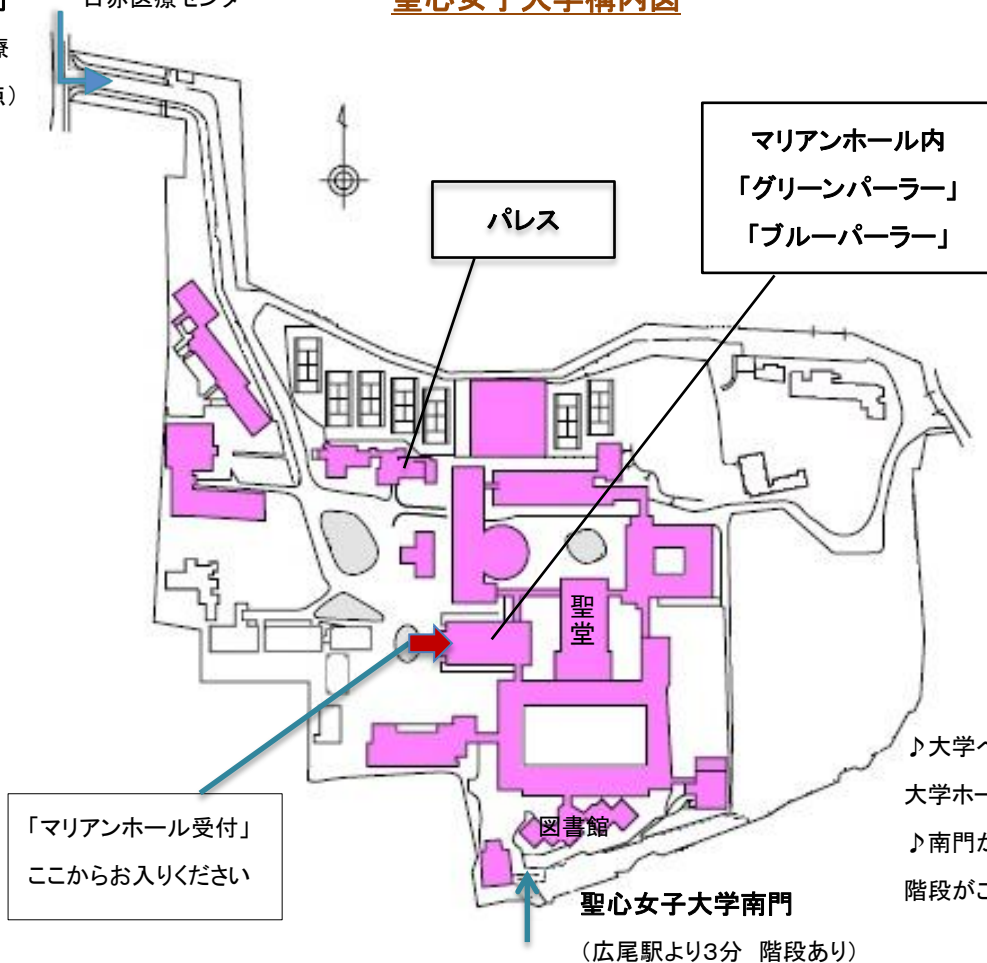 聖心女子大学構内図
日赤医療センター
マリアンホール内
「グリーンパーラー」
「ブルーパーラー」
パレス
聖堂
「マリアンホール受付」
ここからお入りください
図書館
聖心女子大学南門
（広尾駅より3分　階段あり）
♪大学へ
大学ホー
♪南門か
階段がこ